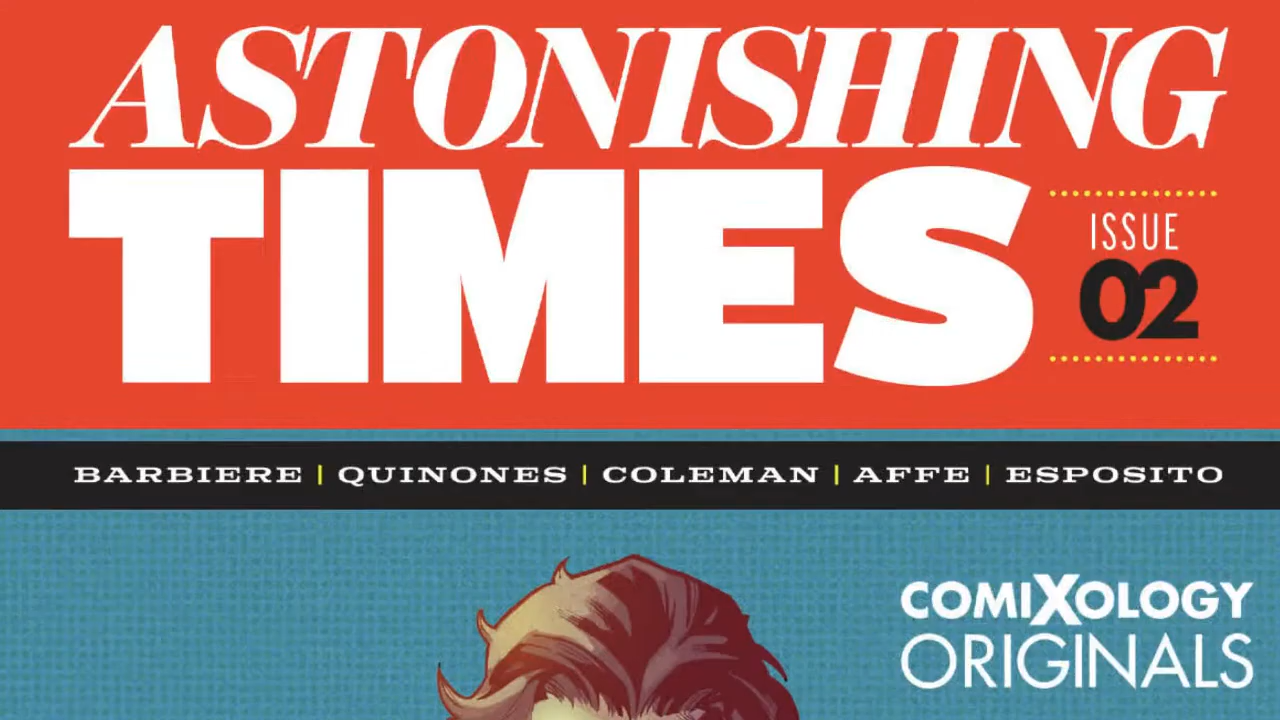 ASTONISHING
TIMES
ISSUE
02
BARBIERE | QUINONES | COLEMAN | AFFE | ESPOSITO
COMIXOLOGY
ORIGINALS